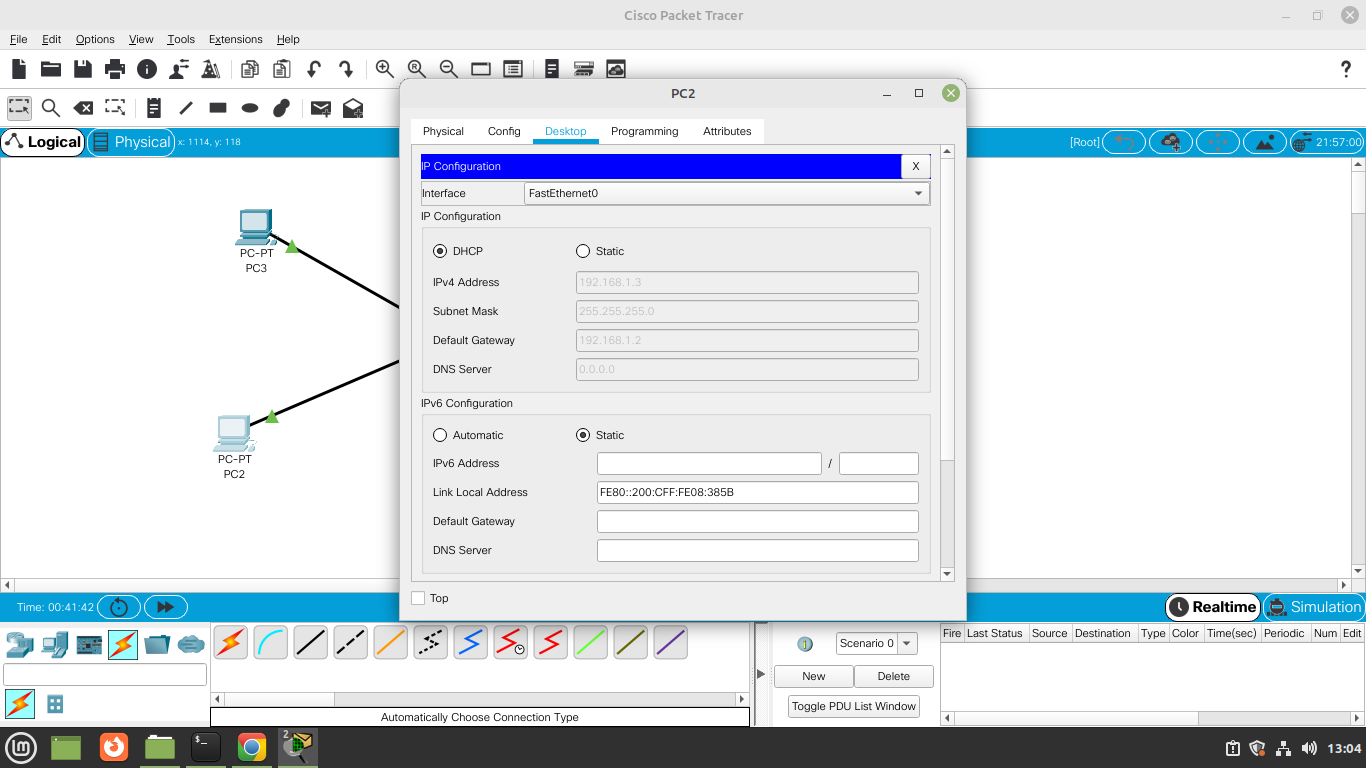 Cisco Packet Tracer
File Edit Options View Tools Extensions Help
?
PC2
Physical Config Desktop Programming Attributes
Logical Physical x: 1114, y: 118
[Root] 21:57:00
IP Configuration X
Interface FastEthernet0
IP Configuration
DHCP Static
IPv4 Address 192.168.1.3
Subnet Mask 255.255.255.0
Default Gateway 192.168.1.2
DNS Server 0.0.0.0
IPv6 Configuration
Automatic Static
IPv6 Address /
Link Local Address FE80::200:CFF:FE08:385B
Default Gateway
DNS Server
Top
PC-PT
PC3
PC-PT
PC2
Time: 00:41:42
Realtime Simulation
Scenario 0
New Delete
Toggle PDU List Window
Fire Last Status Source Destination Type Color Time(sec) Periodic Num Edit
Automatically Choose Connection Type
2
13:04